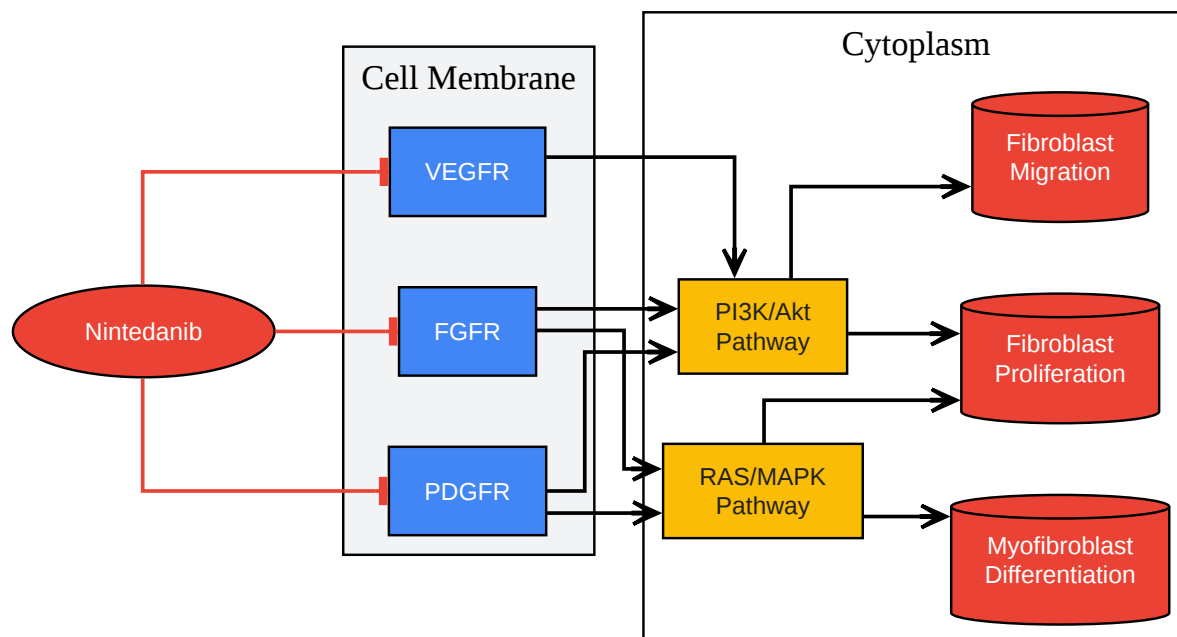 Cytoplasm
Cell Membrane
VEGFR
Fibroblast
Migration
Nintedanib
FGFR
PI3K/Akt
Pathway
Fibroblast
Proliferation
PDGFR
RAS/MAPK
Pathway
Myofibroblast
Differentiation